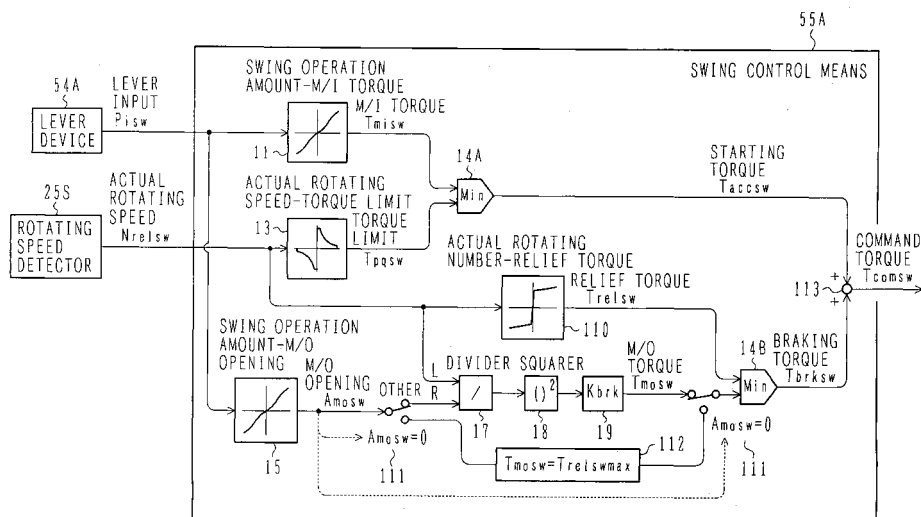 55A
SWING CONTROL MEANS
54A
LEVER
INPUT
Pisw
LEVER
DEVICE
SWING OPERATION
AMOUNT-M/I TORQUE
M/I TORQUE
Tmisw
11
14A
Min
STARTING
TORQUE
Taccsw
25S
ROTATING
SPEED
DETECTOR
ACTUAL
ROTATING
SPEED
Nrelsw
ACTUAL ROTATING
SPEED-TORQUE LIMIT
13
TORQUE
LIMIT
Tpqsw
ACTUAL ROTATING
NUMBER-RELIEF TORQUE
RELIEF TORQUE
Trelsw
110
COMMAND
TORQUE
Tcomsw
+
113
+
SWING OPERATION
AMOUNT-M/O
OPENING
M/O
OPENING
Amosw
15
OTHER
L
R
DIVIDER
SQUARER
/
17
( )²
18
Kbrk
19
M/O
TORQUE
Tmosw
14B
Min
BRAKING
TORQUE
Tbrksw
Amosw=0
111
112
Tmosw=Trelswmax
Amosw=0
111